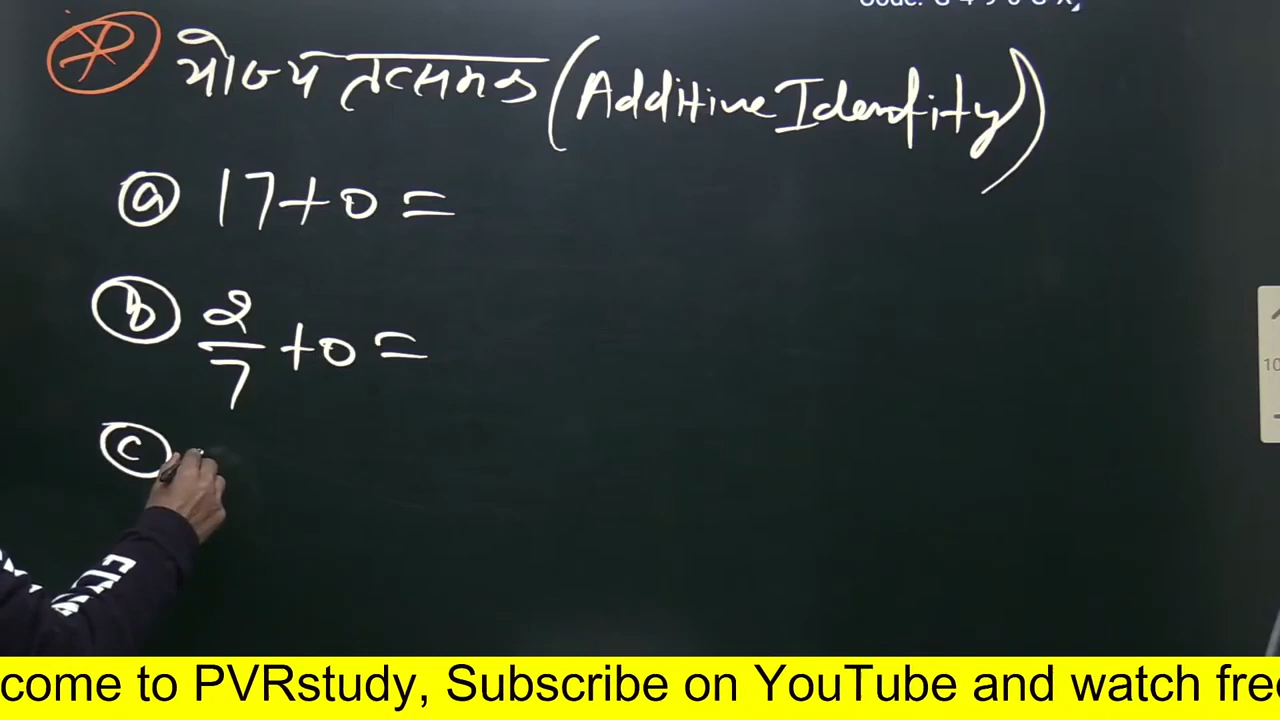 योज्य तत्समक (Additive Identity)
a 17+0=
b 2/7 +0=
c
come to PVRstudy, Subscribe on YouTube and watch free